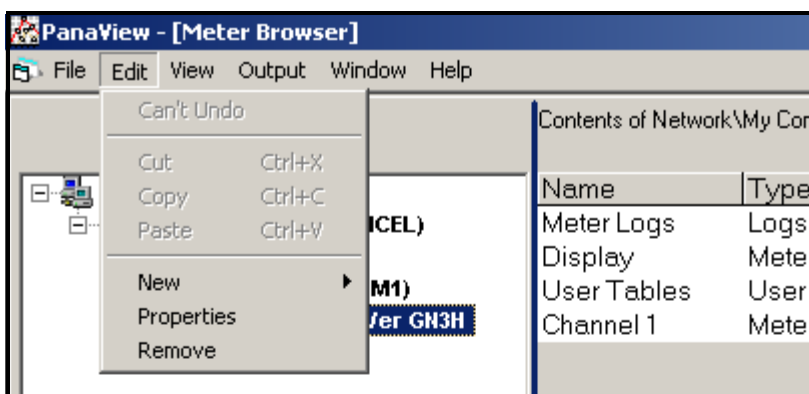 PanaView - [Meter Browser]
File Edit View Output Window Help
Can't Undo
Cut Ctrl+X
Copy Ctrl+C
Paste Ctrl+V
New
Properties
Remove
ICEL)
M1)
Ver GN3H
Contents of Network\My Cor
Name Type
Meter Logs Logs
Display Mete
User Tables User
Channel 1 Mete